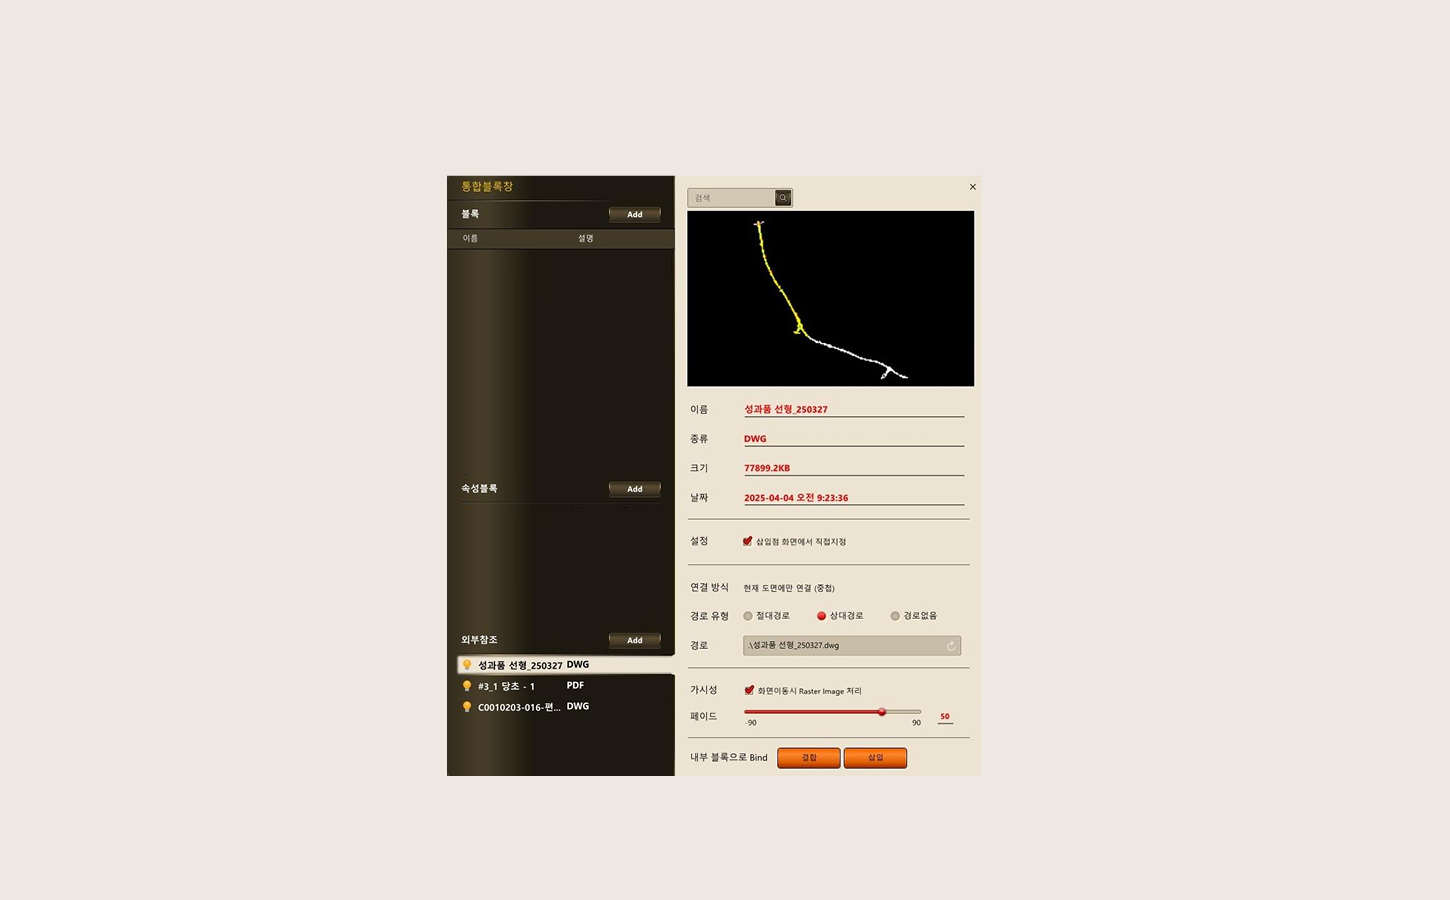 통합블록창
블록 Add
이름 설명
속성블록 Add
외부참조 Add
성과품 선형_250327 DWG
#3_1 당초 - 1 PDF
C0010203-016-편... DWG
×
검색
이름 성과품 선형_250327
종류 DWG
크기 77899.2KB
날짜 2025-04-04 오전 9:23:36
설정 삽입점 화면에서 직접지정
연결 방식 현재 도면에만 연결 (중첩)
경로 유형 절대경로 상대경로 경로없음
경로 .\성과품 선형_250327.dwg
가시성 화면이동시 Raster Image 처리
페이드 50
-90 90
내부 블록으로 Bind 결합 삽입